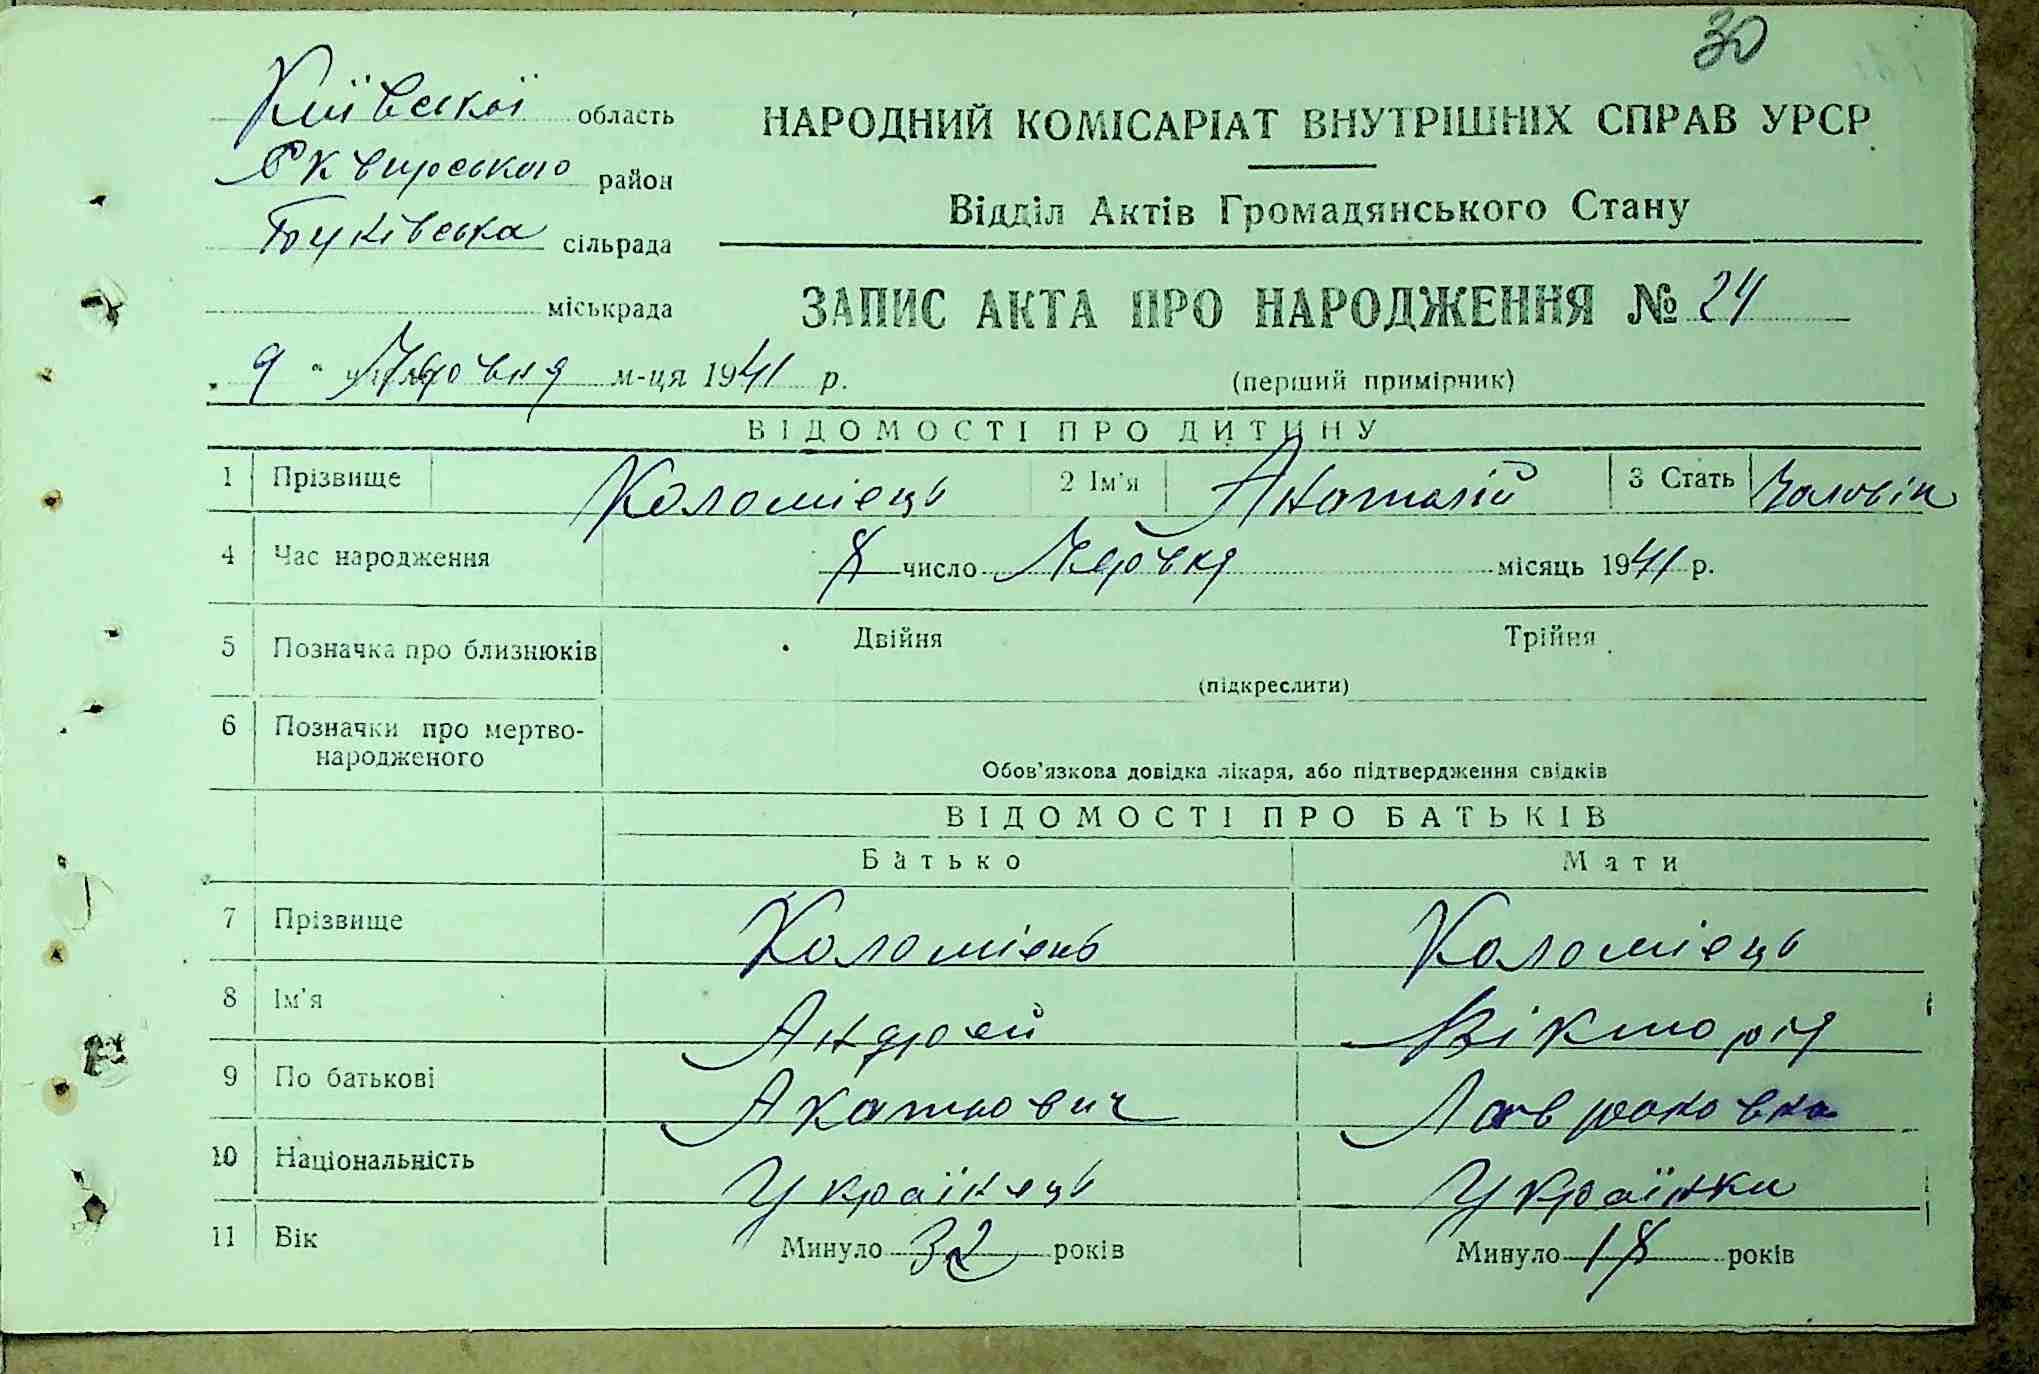 30
Київської область
Сквирського район
Буківська сільрада
міськрада
НАРОДНИЙ КОМІСАРІАТ ВНУТРІШНІХ СПРАВ УРСР
Відділ Актів Громадянського Стану
ЗАПИС АКТА ПРО НАРОДЖЕННЯ № 24
9 " числа м-ця 1941 р.
(перший примірник)
ВІДОМОСТІ ПРО ДИТИНУ
1 Прізвище Коломієць 2 Ім'я Анатолій 3 Стать Чоловік
4 Час народження 8 число місяць 1941 р.
5 Позначка про близнюків Двійня Трійня
(підкреслити)
6 Позначки про мертво-
народженого
Обов'язкова довідка лікаря, або підтвердження свідків
ВІДОМОСТІ ПРО БАТЬКІВ
Батько Мати
7 Прізвище Коломієць Коломієць
8 Ім'я Андрей Вікторія
9 По батькові
10 Національність Українець Українка
11 Вік Минуло 32 років Минуло 18 років